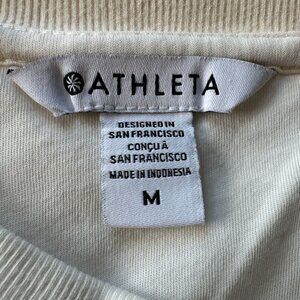 ATHLETA
DESIGNED IN
SAN FRANCISCO
CONÇU À
SAN FRANCISCO
MADE IN INDONESIA
M